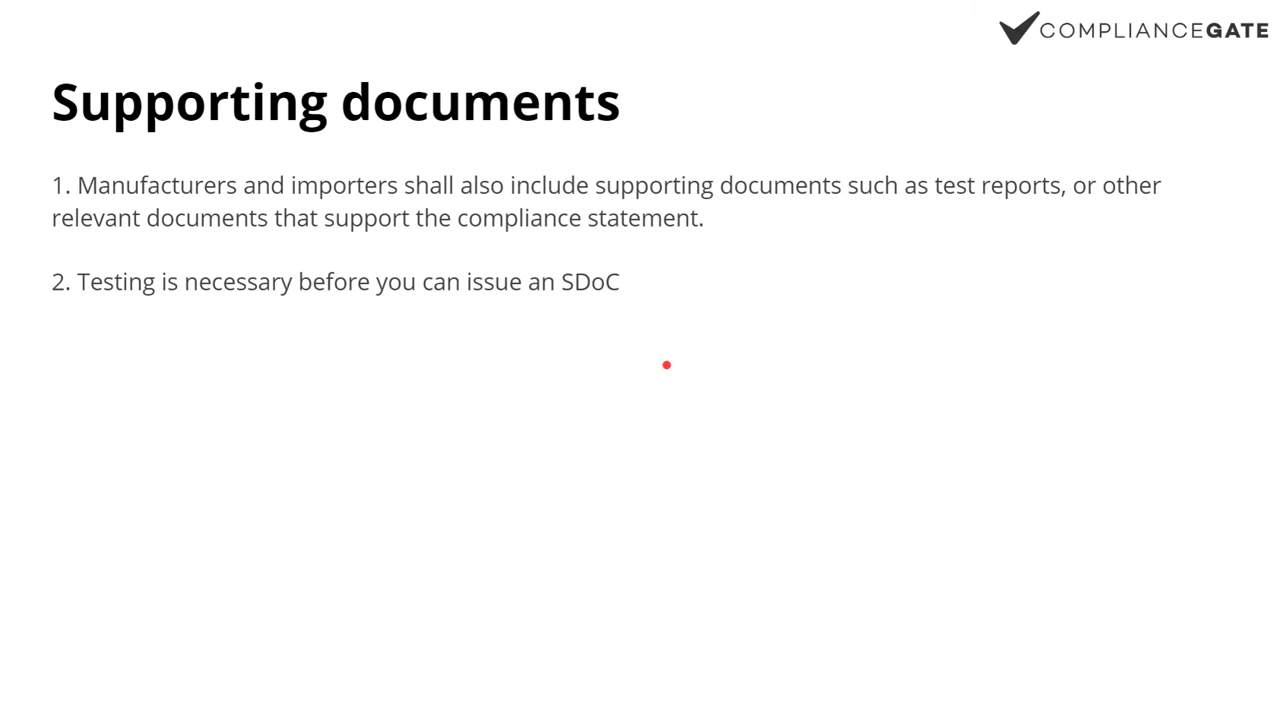 COMPLIANCEGATE
Supporting documents
1. Manufacturers and importers shall also include supporting documents such as test reports, or other
relevant documents that support the compliance statement.
2. Testing is necessary before you can issue an SDoC